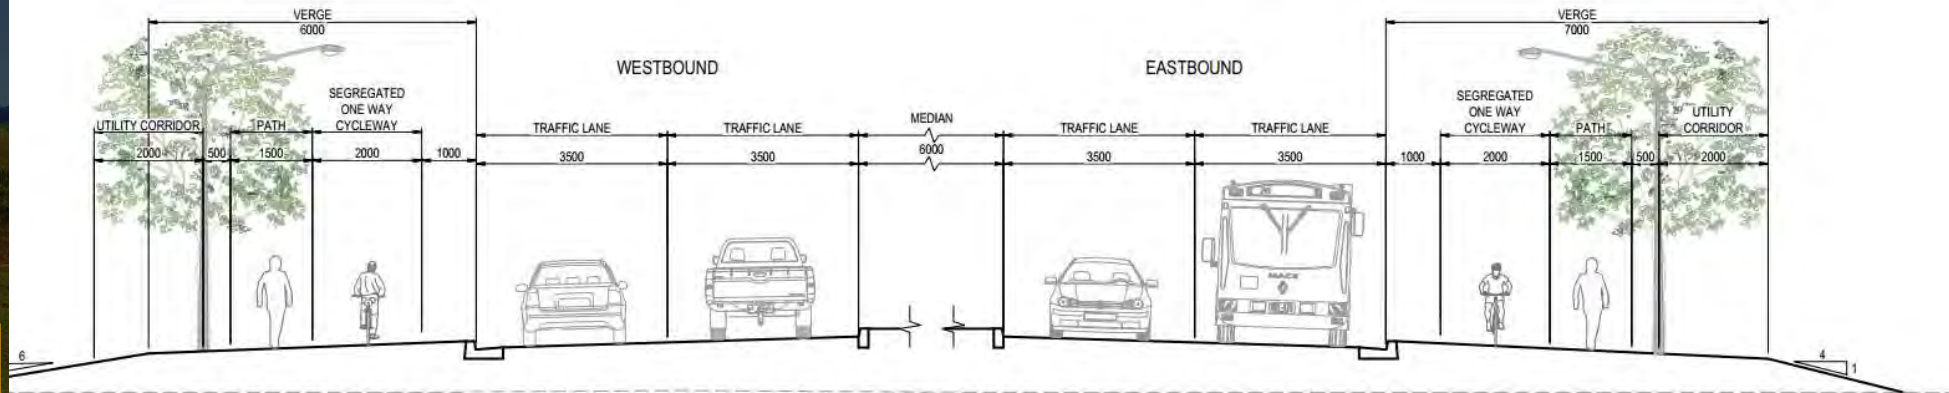 VERGE
6000
VERGE
7000
WESTBOUND
EASTBOUND
UTILITY CORRIDOR
PATH
SEGREGATED
ONE WAY
CYCLEWAY
TRAFFIC LANE
TRAFFIC LANE
MEDIAN
TRAFFIC LANE
TRAFFIC LANE
SEGREGATED
ONE WAY
CYCLEWAY
PATH
UTILITY
CORRIDOR
2000
500
1500
2000
1000
3500
3500
6000
3500
3500
1000
2000
1500
500
2000
MACK
6
4
1